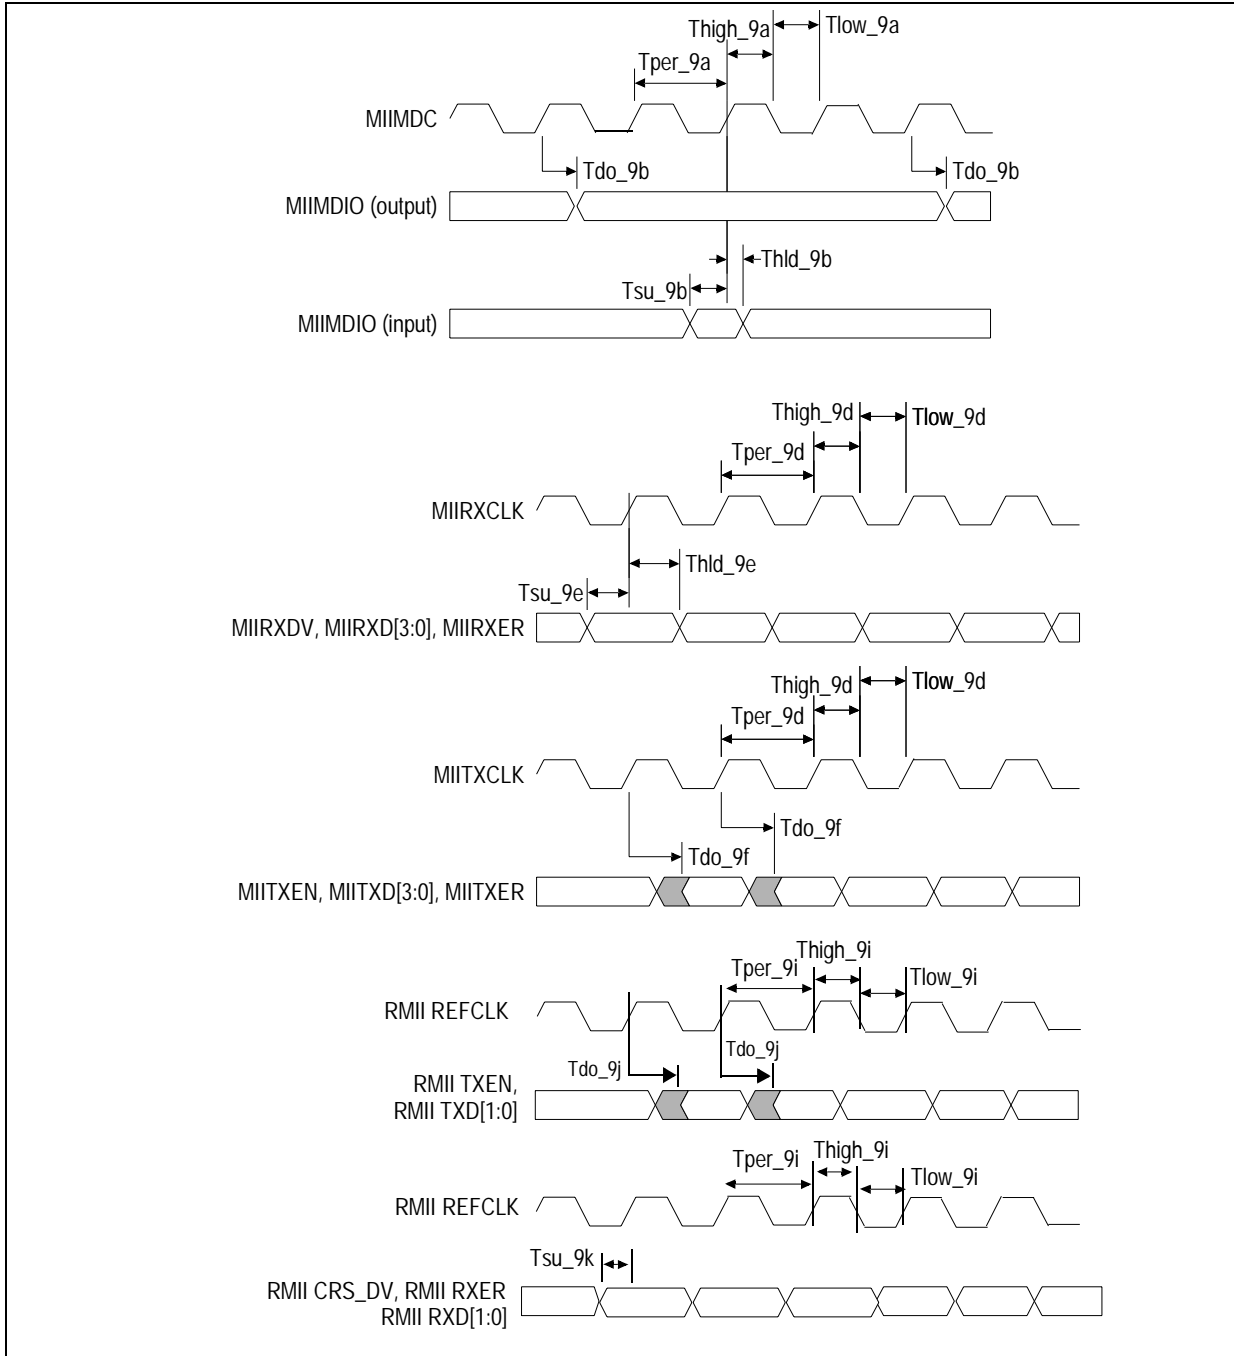 Thigh_9a
Tlow_9a
Tper_9a
MIIMDC
Tdo_9b
Tdo_9b
MIIMDIO (output)
Thld_9b
Tsu_9b
MIIMDIO (input)
Thigh_9d
Tlow_9d
Tper_9d
MIIRXCLK
Thld_9e
Tsu_9e
MIIRXDV, MIIRXD[3:0], MIIRXER
Thigh_9d
Tlow_9d
Tper_9d
MIITXCLK
Tdo_9f
Tdo_9f
MIITXEN, MIITXD[3:0], MIITXER
Thigh_9i
Tper_9i
Tlow_9i
RMII REFCLK
Tdo_9j
Tdo_9j
RMII TXEN,
RMII TXD[1:0]
Thigh_9i
Tper_9i
Tlow_9i
RMII REFCLK
Tsu_9k
RMII CRS_DV, RMII RXER
RMII RXD[1:0]